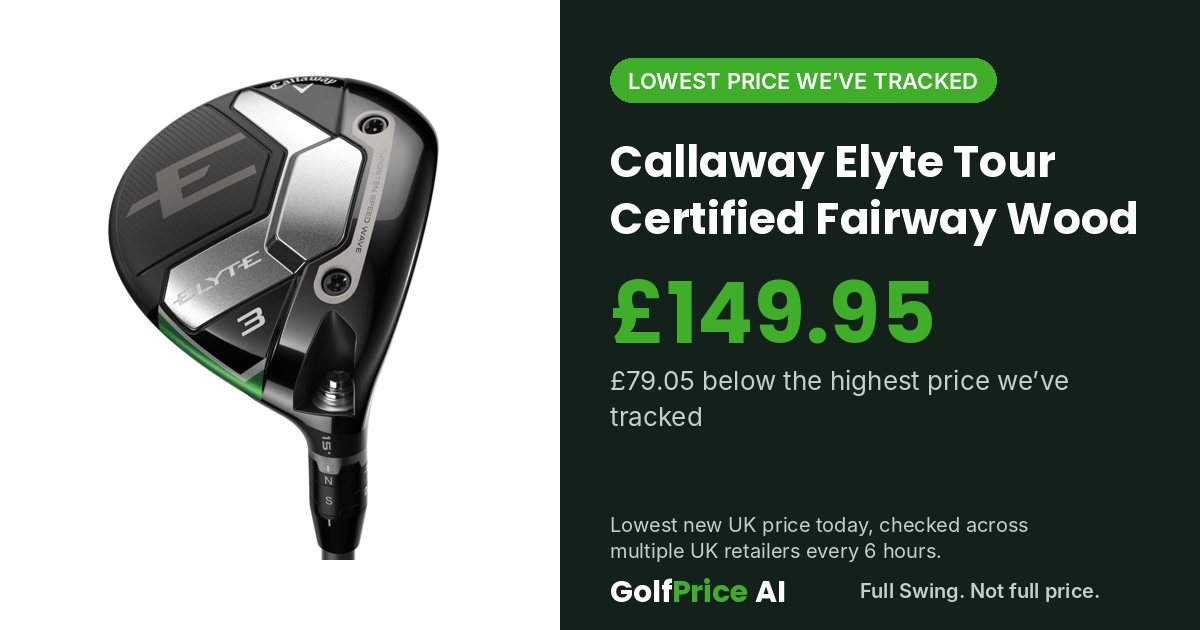 Callaway
TUNGSTEN SPEED WAVE
E
ELYTE
3
15°
N
S
LOWEST PRICE WE’VE TRACKED
Callaway Elyte Tour
Certified Fairway Wood
£149.95
£79.05 below the highest price we’ve
tracked
Lowest new UK price today, checked across
multiple UK retailers every 6 hours.
GolfPrice AI
Full Swing. Not full price.